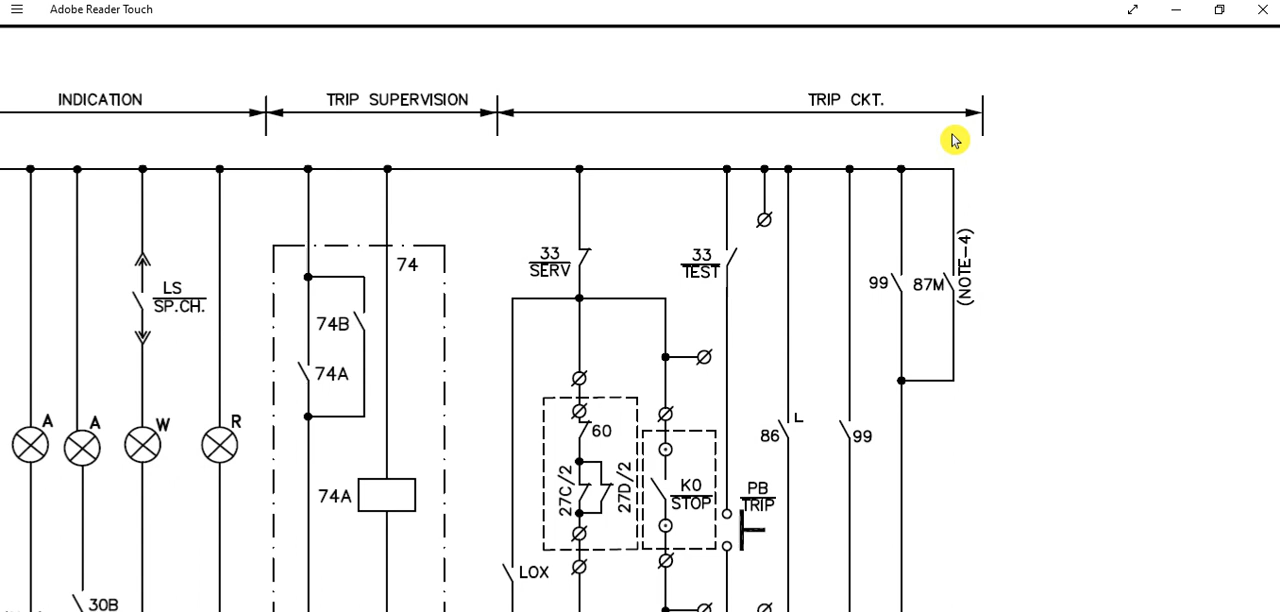 Adobe Reader Touch
INDICATION
TRIP SUPERVISION
TRIP CKT.
33
SERV
33
TEST
74
LS
SP.CH.
99
87M
(NOTE-4)
74B
74A
A
A
W
R
60
86
L
99
27C/2
27D/2
K0
STOP
PB
TRIP
74A
LOX
30B